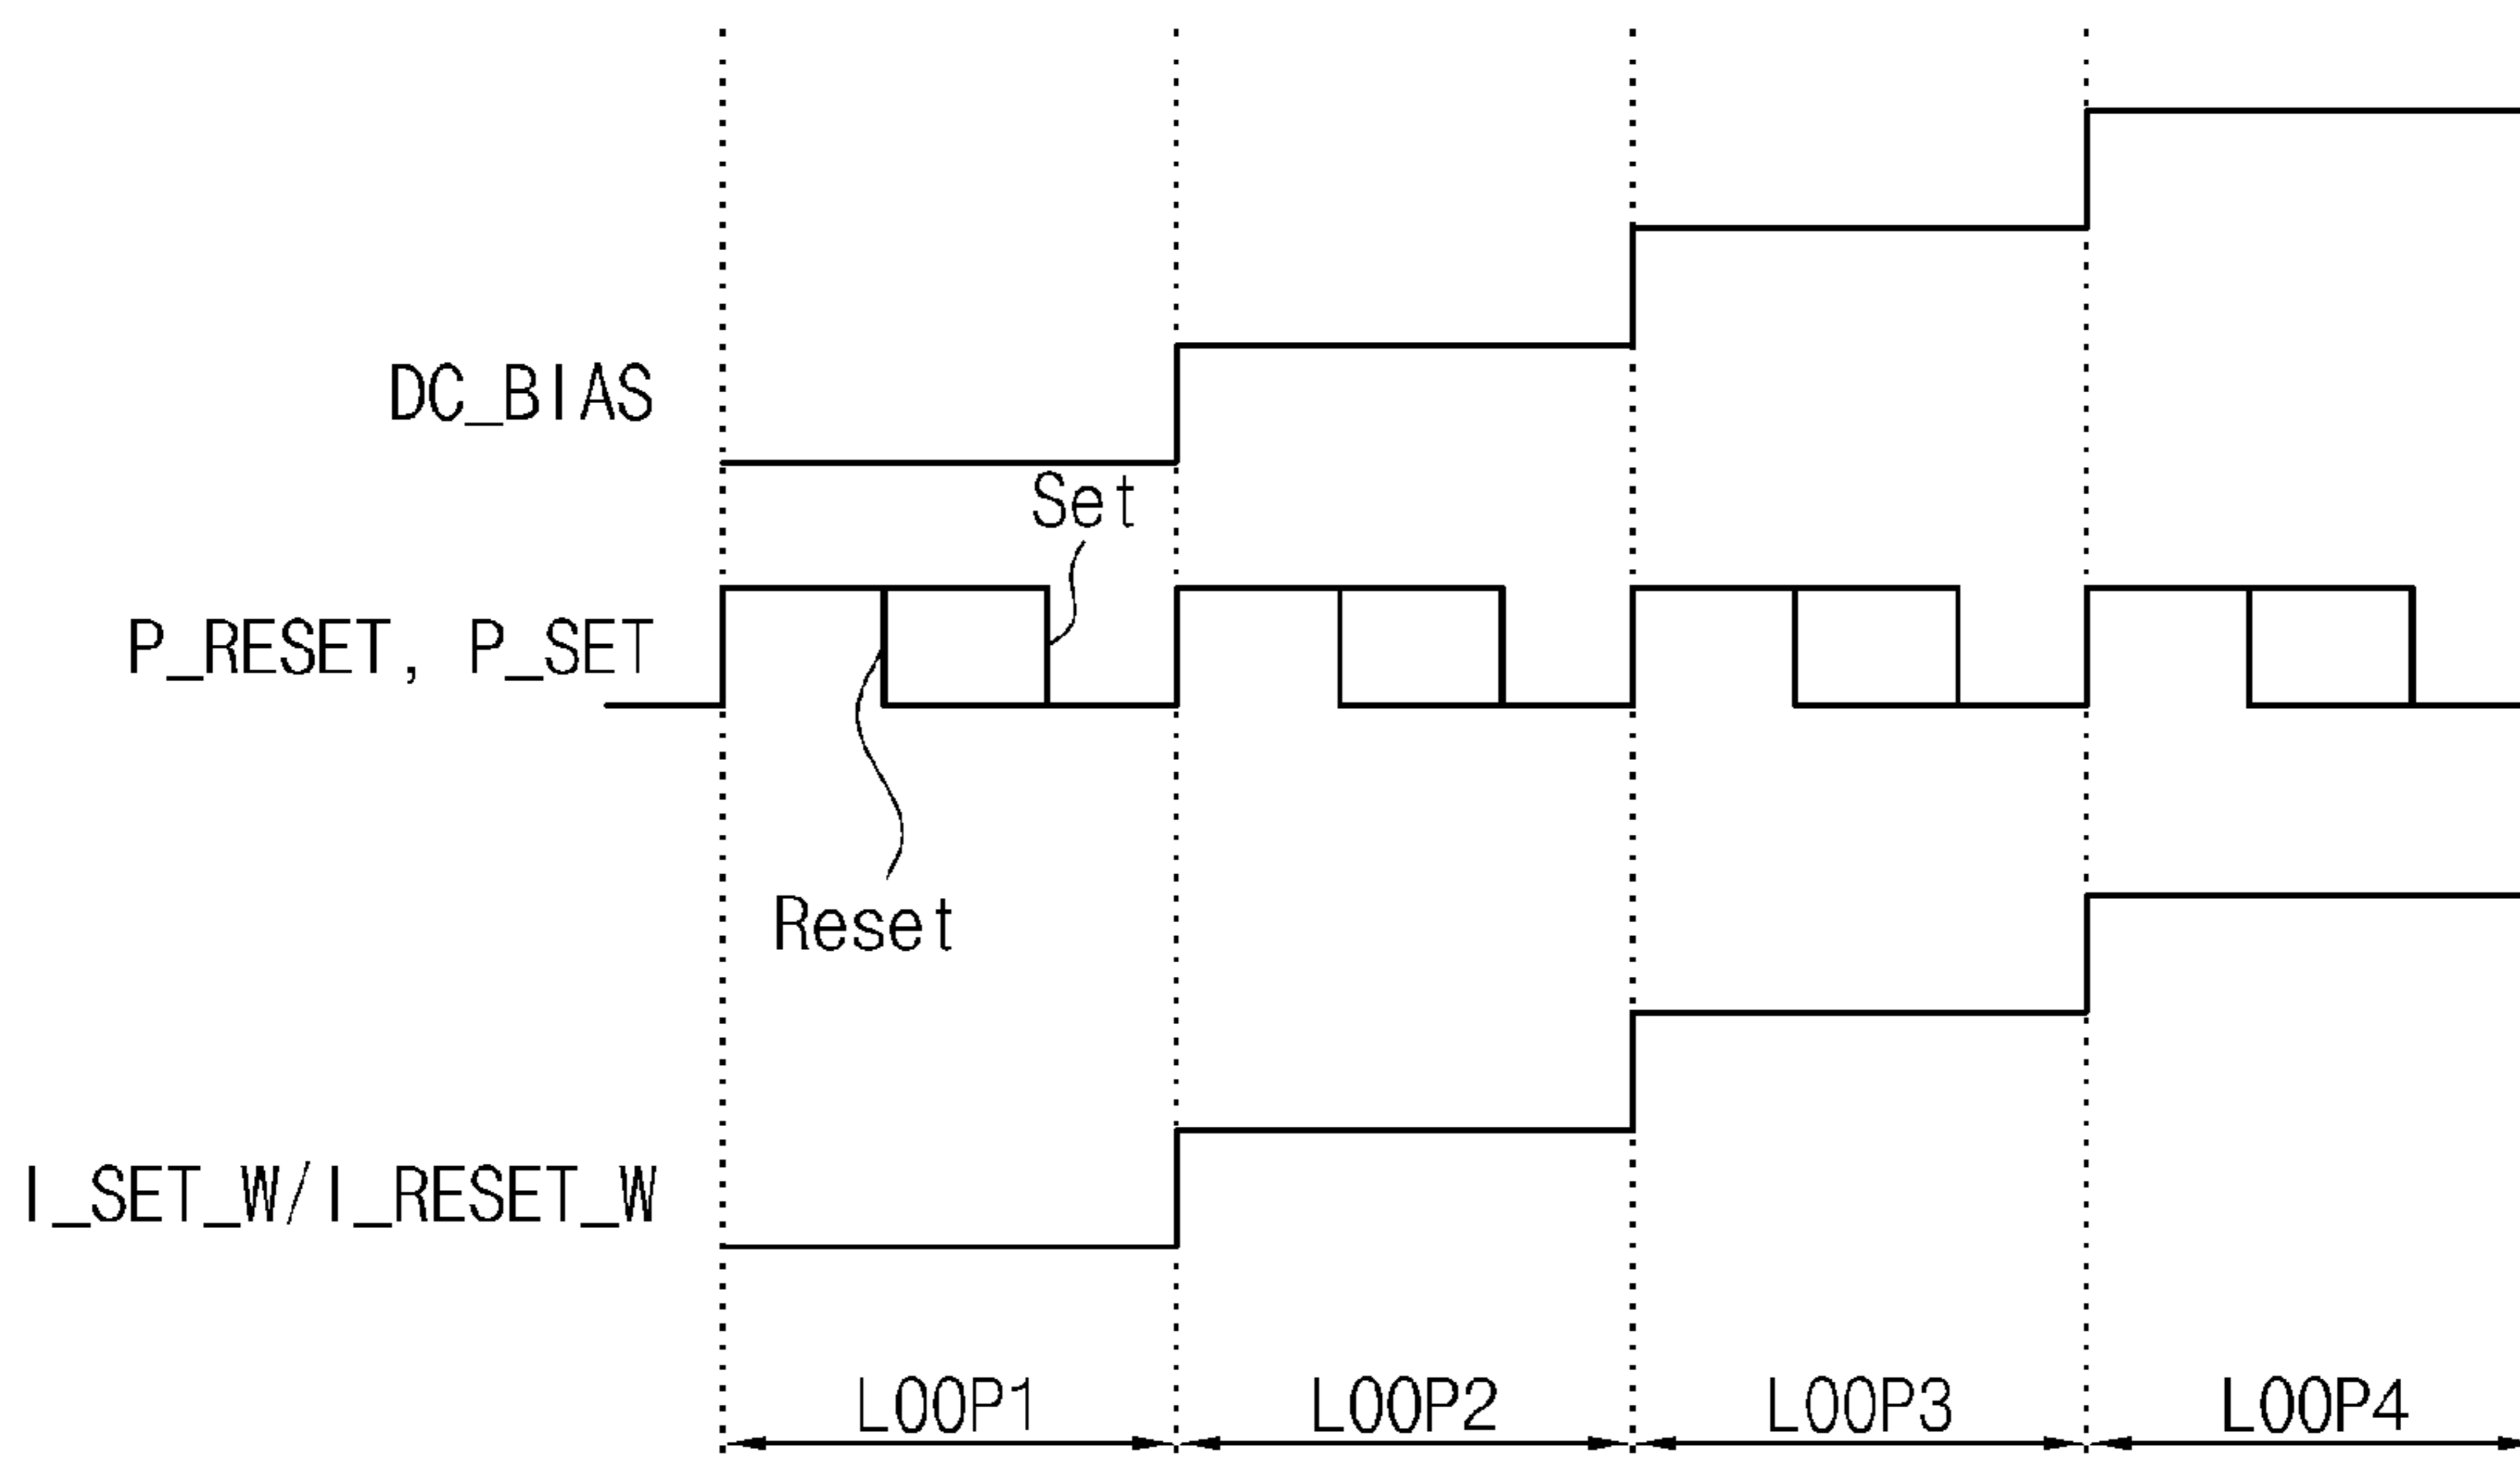 DC_BIAS
Set
P_RESET, P_SET
Reset
I_SET_W/I_RESET_W
LOOP1 LOOP2 LOOP3 LOOP4